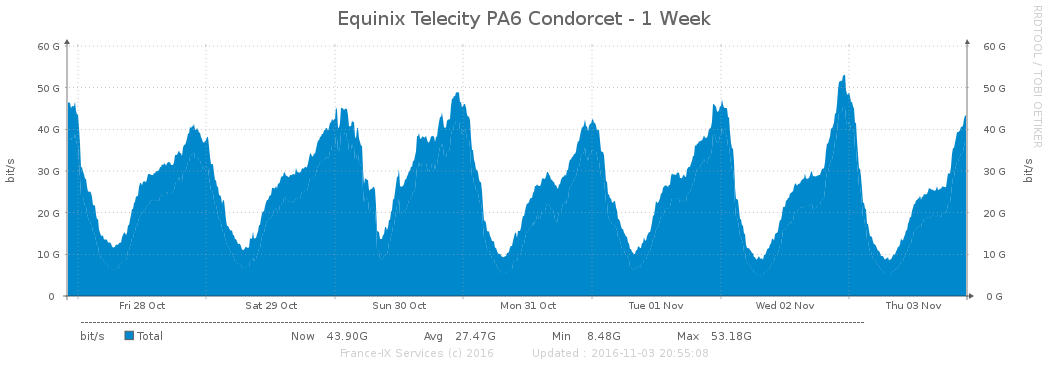 Equinix Telecity PA6 Condorcet - 1 Week
RRDTOOL / TOBI OETIKER
60 G 60 G
50 G 50 G
40 G 40 G
30 G 30 G
20 G 20 G
10 G 10 G
0 0 G
bit/s
bit/s
Fri 28 Oct Sat 29 Oct Sun 30 Oct Mon 31 Oct Tue 01 Nov Wed 02 Nov Thu 03 Nov
bit/s Total Now 43.90G Avg 27.47G Min 8.48G Max 53.18G
France-IX Services (c) 2016 Updated : 2016-11-03 20:55:08